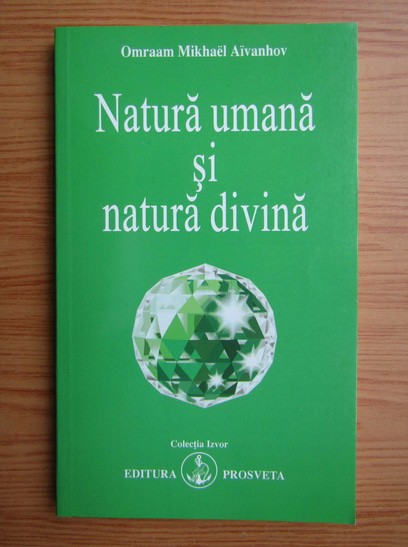 Omraam Mikhaël Aïvanhov
Natură umană
şi
natură divină
Colecţia Izvor
EDITURA PROSVETA